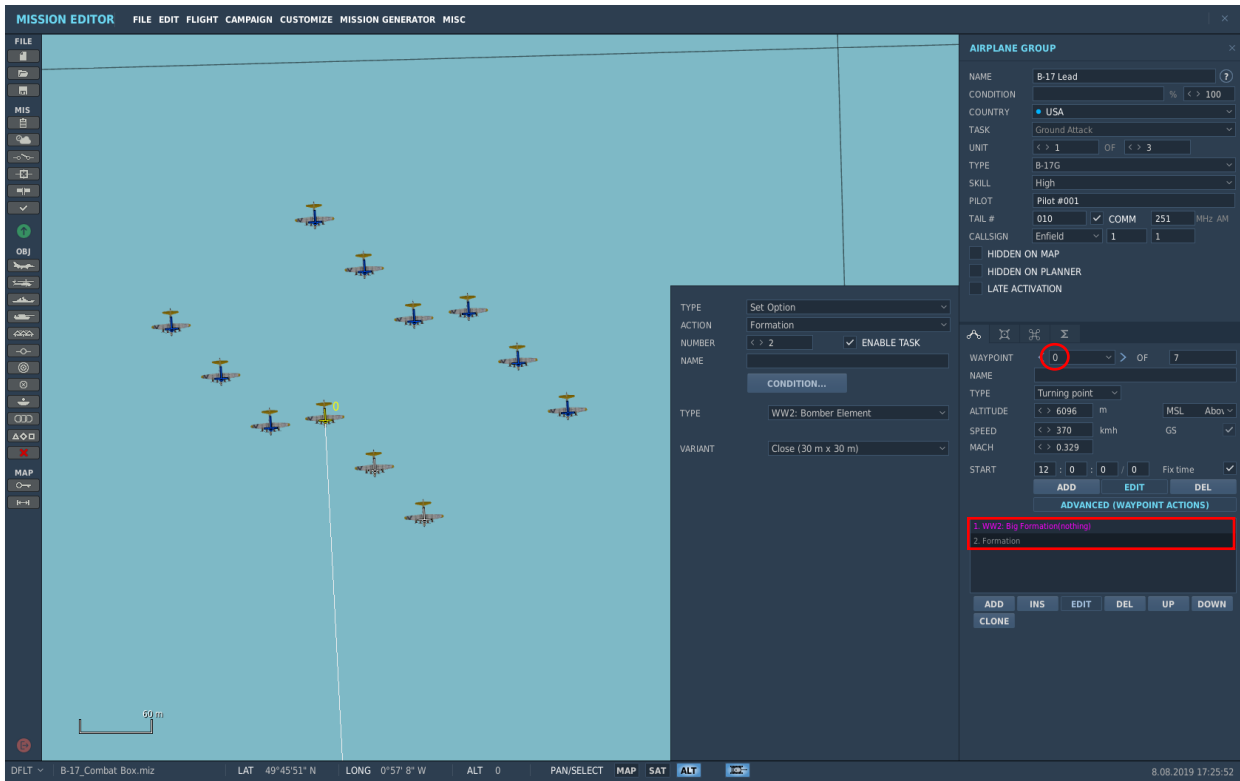 MISSION EDITOR FILE EDIT FLIGHT CAMPAIGN CUSTOMIZE MISSION GENERATOR MISC
FILE
MIS
OBJ
MAP
0
60 m
TYPE Set Option
ACTION Formation
NUMBER < > 2 ENABLE TASK
NAME
CONDITION...
TYPE WW2: Bomber Element
VARIANT Close (30 m x 30 m)
AIRPLANE GROUP
NAME B-17 Lead ?
CONDITION % < > 100
COUNTRY USA
TASK Ground Attack
UNIT < > 1 OF < > 3
TYPE B-17G
SKILL High
PILOT Pilot #001
TAIL # 010 COMM 251 MHz AM
CALLSIGN Enfield 1 1
HIDDEN ON MAP
HIDDEN ON PLANNER
LATE ACTIVATION
WAYPOINT < 0 > OF 7
NAME
TYPE Turning point
ALTITUDE < > 6096 m MSL Abov
SPEED < > 370 kmh GS
MACH < > 0.329
START 12 : 0 : 0 / 0 Fix time
ADD EDIT DEL
ADVANCED (WAYPOINT ACTIONS)
1. WW2: Big Formation(nothing)
2. Formation
ADD INS EDIT DEL UP DOWN
CLONE
DFLT B-17_Combat Box.miz LAT 49°45'51" N LONG 0°57' 8" W ALT 0 PAN/SELECT MAP SAT ALT 8.08.2019 17:25:52